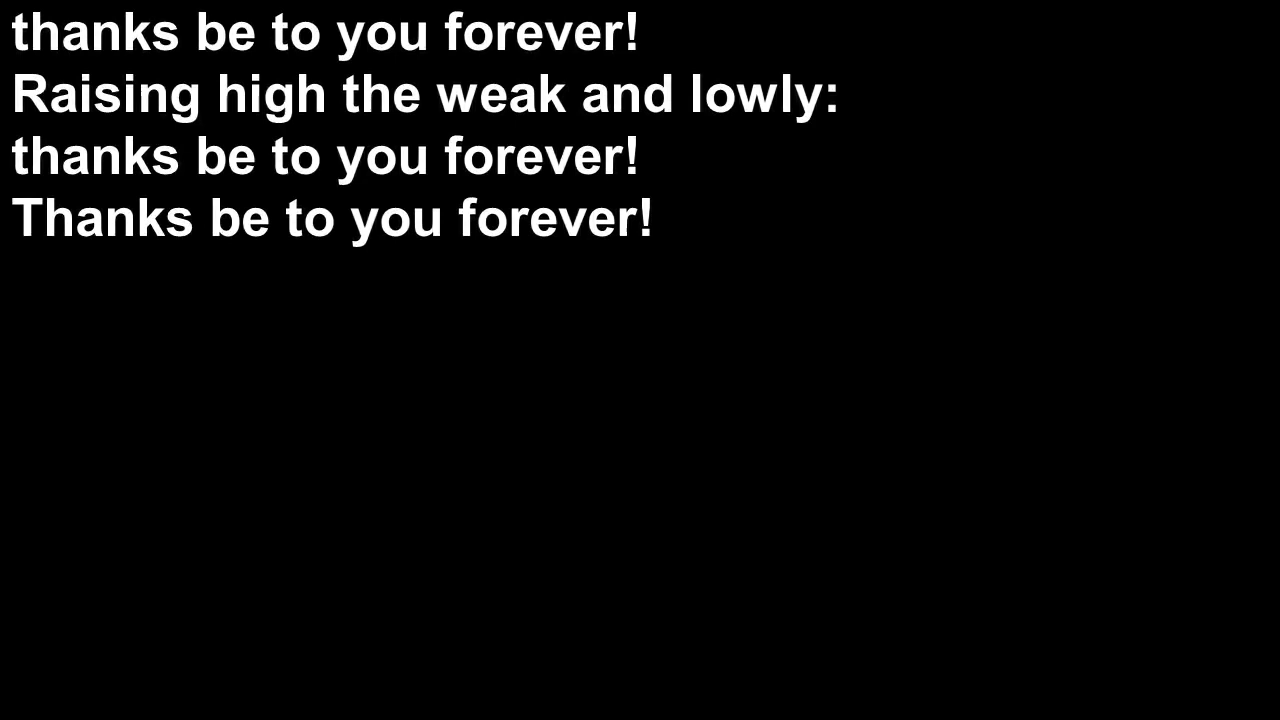 thanks be to you forever!
Raising high the weak and lowly:
thanks be to you forever!
Thanks be to you forever!